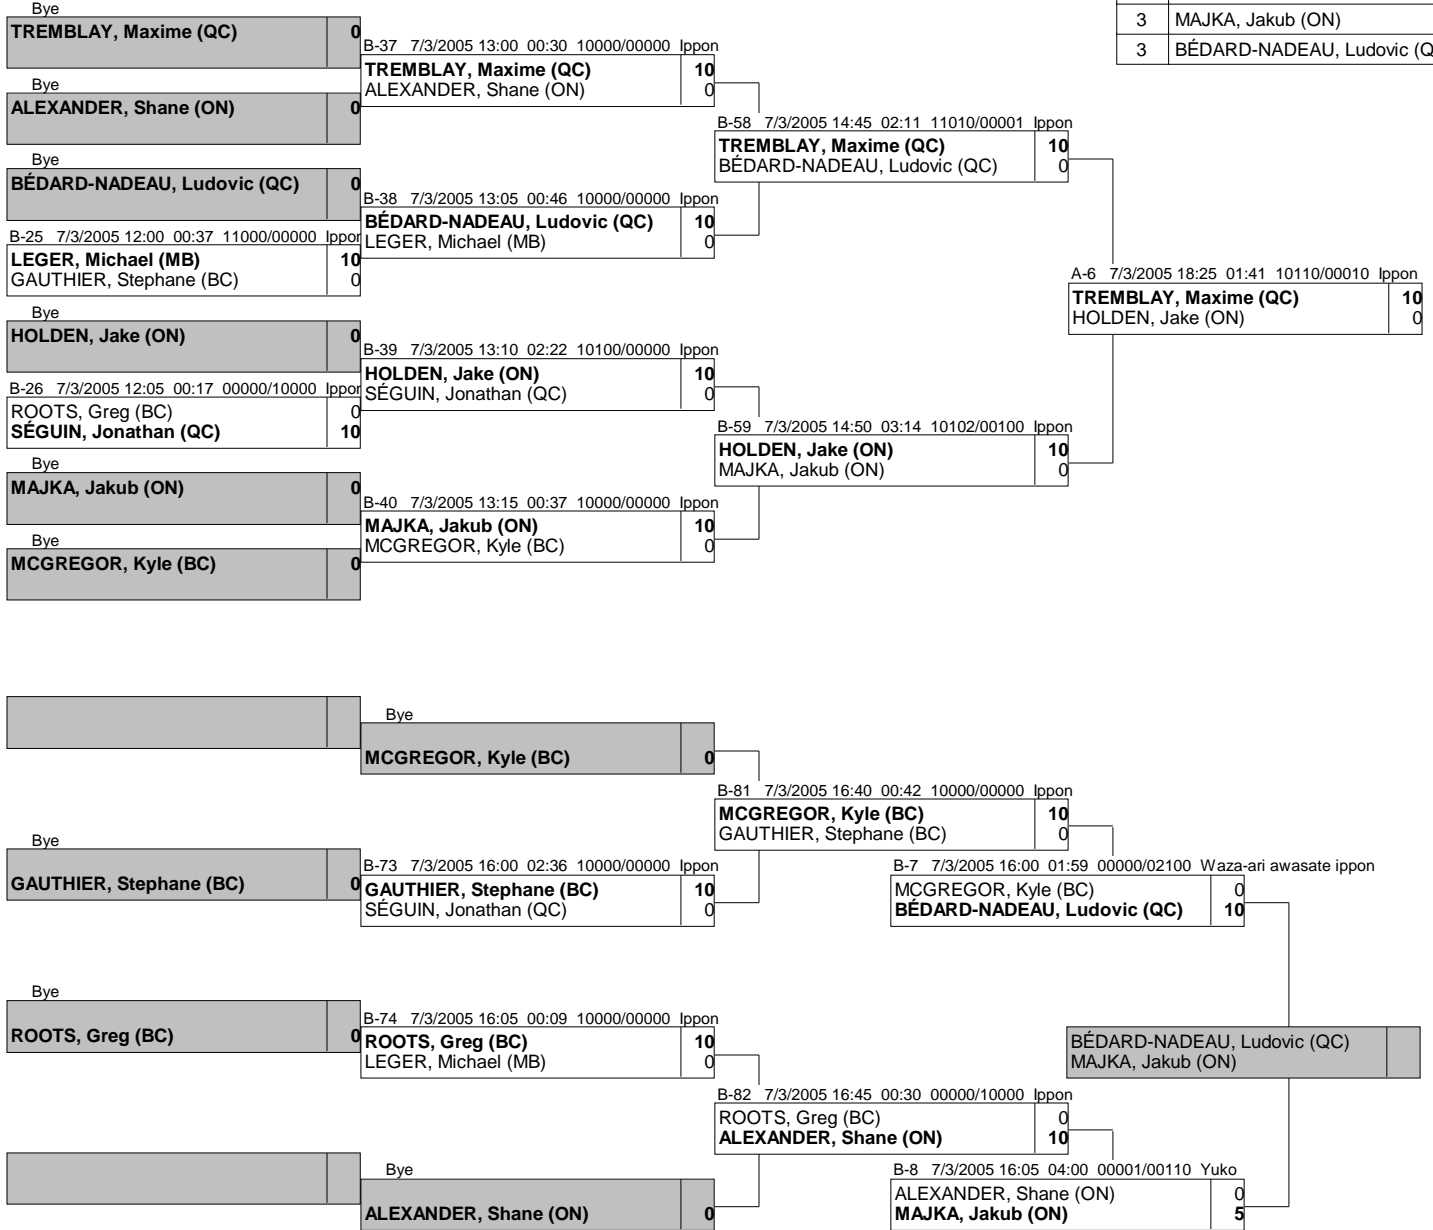 3 MAJKA, Jakub (ON)
3 BÉDARD-NADEAU, Ludovic (Q
Bye
TREMBLAY, Maxime (QC) 0
B-37 7/3/2005 13:00 00:30 10000/00000 Ippon
TREMBLAY, Maxime (QC) 10
ALEXANDER, Shane (ON) 0
Bye
ALEXANDER, Shane (ON) 0
B-58 7/3/2005 14:45 02:11 11010/00001 Ippon
TREMBLAY, Maxime (QC) 10
BÉDARD-NADEAU, Ludovic (QC) 0
Bye
BÉDARD-NADEAU, Ludovic (QC) 0
B-38 7/3/2005 13:05 00:46 10000/00000 Ippon
BÉDARD-NADEAU, Ludovic (QC) 10
LEGER, Michael (MB) 0
B-25 7/3/2005 12:00 00:37 11000/00000 Ippon
LEGER, Michael (MB) 10
GAUTHIER, Stephane (BC) 0
A-6 7/3/2005 18:25 01:41 10110/00010 Ippon
TREMBLAY, Maxime (QC) 10
HOLDEN, Jake (ON) 0
Bye
HOLDEN, Jake (ON) 0
B-39 7/3/2005 13:10 02:22 10100/00000 Ippon
HOLDEN, Jake (ON) 10
SÉGUIN, Jonathan (QC) 0
B-26 7/3/2005 12:05 00:17 00000/10000 Ippon
ROOTS, Greg (BC) 0
SÉGUIN, Jonathan (QC) 10
B-59 7/3/2005 14:50 03:14 10102/00100 Ippon
HOLDEN, Jake (ON) 10
MAJKA, Jakub (ON) 0
Bye
MAJKA, Jakub (ON) 0
B-40 7/3/2005 13:15 00:37 10000/00000 Ippon
MAJKA, Jakub (ON) 10
MCGREGOR, Kyle (BC) 0
Bye
MCGREGOR, Kyle (BC) 0
Bye
MCGREGOR, Kyle (BC) 0
B-81 7/3/2005 16:40 00:42 10000/00000 Ippon
MCGREGOR, Kyle (BC) 10
GAUTHIER, Stephane (BC) 0
Bye
GAUTHIER, Stephane (BC) 0
B-73 7/3/2005 16:00 02:36 10000/00000 Ippon
GAUTHIER, Stephane (BC) 10
SÉGUIN, Jonathan (QC) 0
B-7 7/3/2005 16:00 01:59 00000/02100 Waza-ari awasate ippon
MCGREGOR, Kyle (BC) 0
BÉDARD-NADEAU, Ludovic (QC) 10
Bye
ROOTS, Greg (BC) 0
B-74 7/3/2005 16:05 00:09 10000/00000 Ippon
ROOTS, Greg (BC) 10
LEGER, Michael (MB) 0
BÉDARD-NADEAU, Ludovic (QC)
MAJKA, Jakub (ON)
B-82 7/3/2005 16:45 00:30 00000/10000 Ippon
ROOTS, Greg (BC) 0
ALEXANDER, Shane (ON) 10
Bye
ALEXANDER, Shane (ON) 0
B-8 7/3/2005 16:05 04:00 00001/00110 Yuko
ALEXANDER, Shane (ON) 0
MAJKA, Jakub (ON) 5